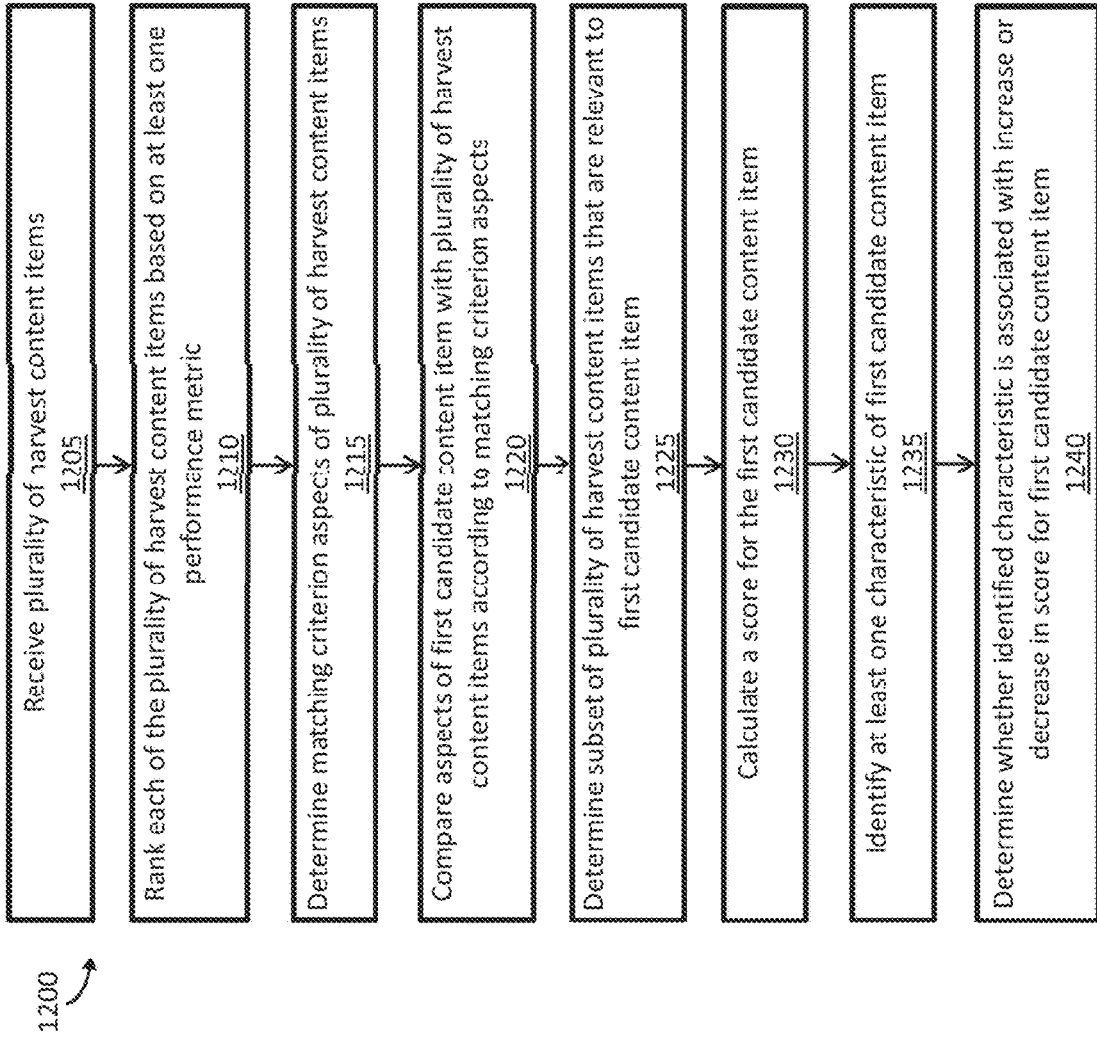 1200
Receive plurality of harvest content items
1205
Rank each of the plurality of harvest content items based on at least one
performance metric
1210
Determine matching criterion aspects of plurality of harvest content items
1215
Compare aspects of first candidate content item with plurality of harvest
content items according to matching criterion aspects
1220
Determine subset of plurality of harvest content items that are relevant to
first candidate content item
1225
Calculate a score for the first candidate content item
1230
Identify at least one characteristic of first candidate content item
1235
Determine whether identified characteristic is associated with increase or
decrease in score for first candidate content item
1240